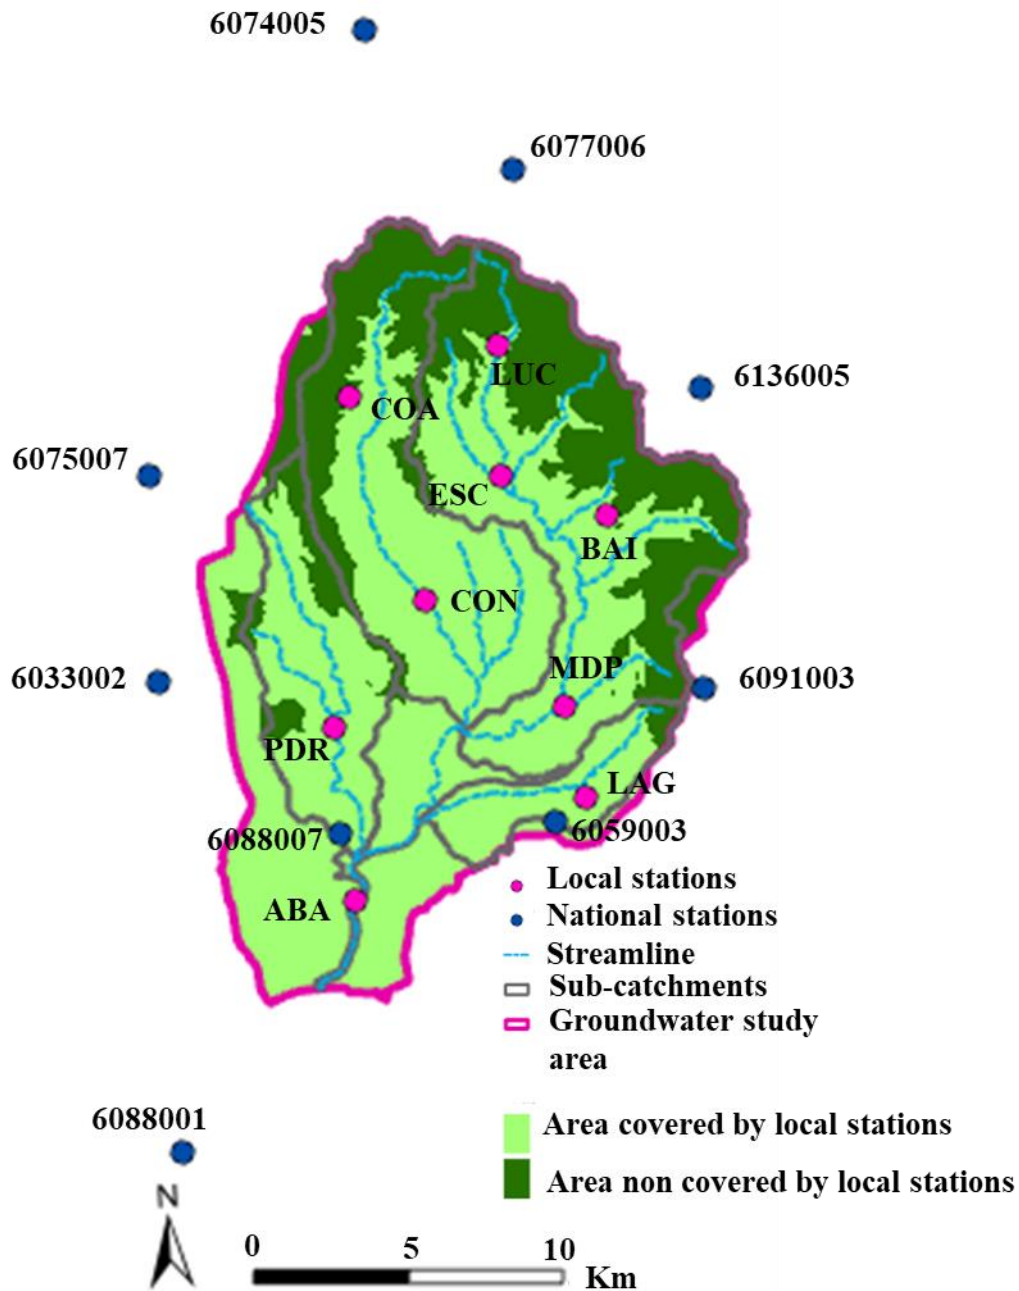 6074005
6077006
6136005
LUC
COA
6075007
ESC
BAI
CON
MDP
6033002
6091003
PDR
LAG
6088007
6059003
ABA
Local stations
National stations
Streamline
Sub-catchments
Groundwater study
area
6088001
Area covered by local stations
Area non covered by local stations
N
0 5 10
Km